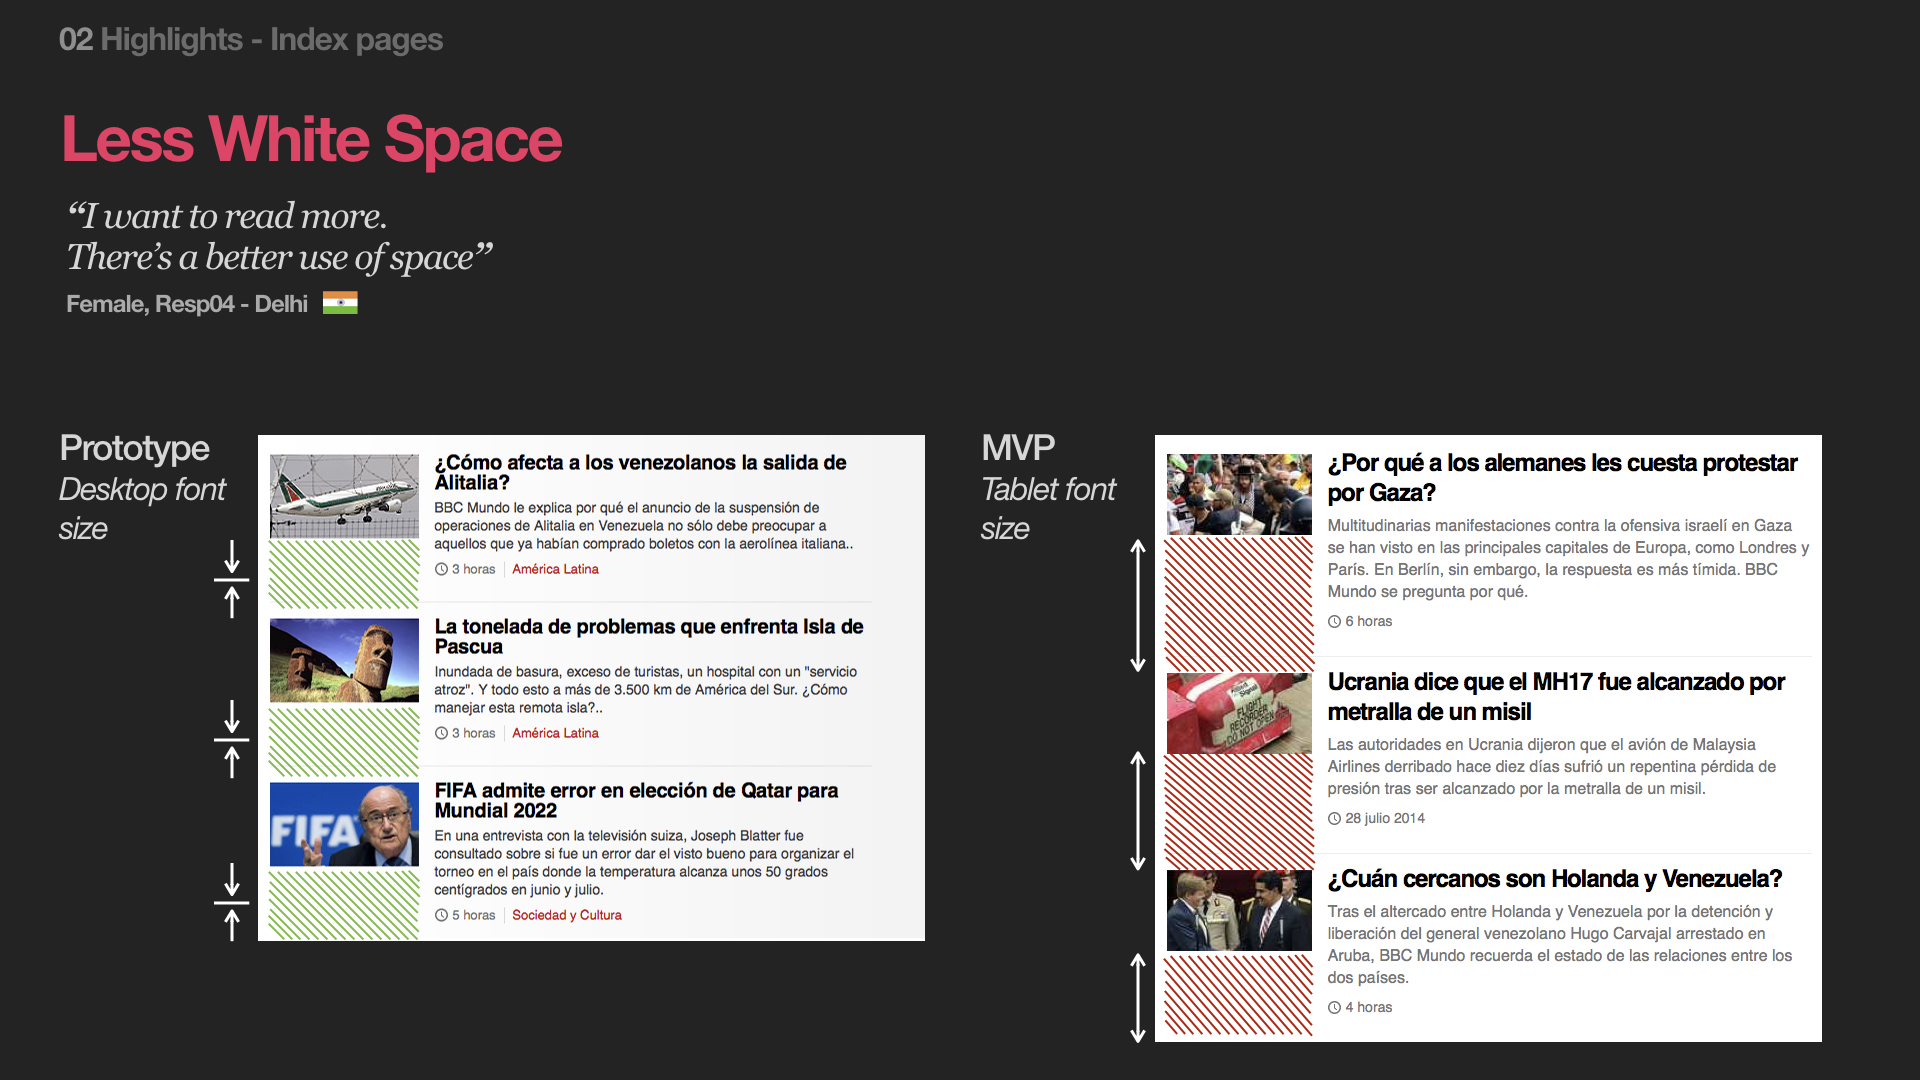 02 Highlights - Index pages
Less White Space
“I want to read more.
There’s a better use of space”
Female, Resp04 - Delhi
Prototype
Desktop font
size
¿Cómo afecta a los venezolanos la salida de
Alitalia?
BBC Mundo le explica por qué el anuncio de la suspensión de
operaciones de Alitalia en Venezuela no sólo debe preocupar a
aquellos que ya habían comprado boletos con la aerolínea italiana..
3 horas América Latina
La tonelada de problemas que enfrenta Isla de
Pascua
Inundada de basura, exceso de turistas, un hospital con un "servicio
atroz". Y todo esto a más de 3.500 km de América del Sur. ¿Cómo
manejar esta remota isla?..
3 horas América Latina
FIFA
FIFA admite error en elección de Qatar para
Mundial 2022
En una entrevista con la televisión suiza, Joseph Blatter fue
consultado sobre si fue un error dar el visto bueno para organizar el
torneo en el país donde la temperatura alcanza unos 50 grados
centígrados en junio y julio.
5 horas Sociedad y Cultura
MVP
Tablet font
size
¿Por qué a los alemanes les cuesta protestar
por Gaza?
Multitudinarias manifestaciones contra la ofensiva israelí en Gaza
se han visto en las principales capitales de Europa, como Londres y
París. En Berlín, sin embargo, la respuesta es más tímida. BBC
Mundo se pregunta por qué.
6 horas
FLIGHT
RECORDER
DO NOT OPEN
Ucrania dice que el MH17 fue alcanzado por
metralla de un misil
Las autoridades en Ucrania dijeron que el avión de Malaysia
Airlines derribado hace diez días sufrió un repentina pérdida de
presión tras ser alcanzado por la metralla de un misil.
28 julio 2014
¿Cuán cercanos son Holanda y Venezuela?
Tras el altercado entre Holanda y Venezuela por la detención y
liberación del general venezolano Hugo Carvajal arrestado en
Aruba, BBC Mundo recuerda el estado de las relaciones entre los
dos países.
4 horas